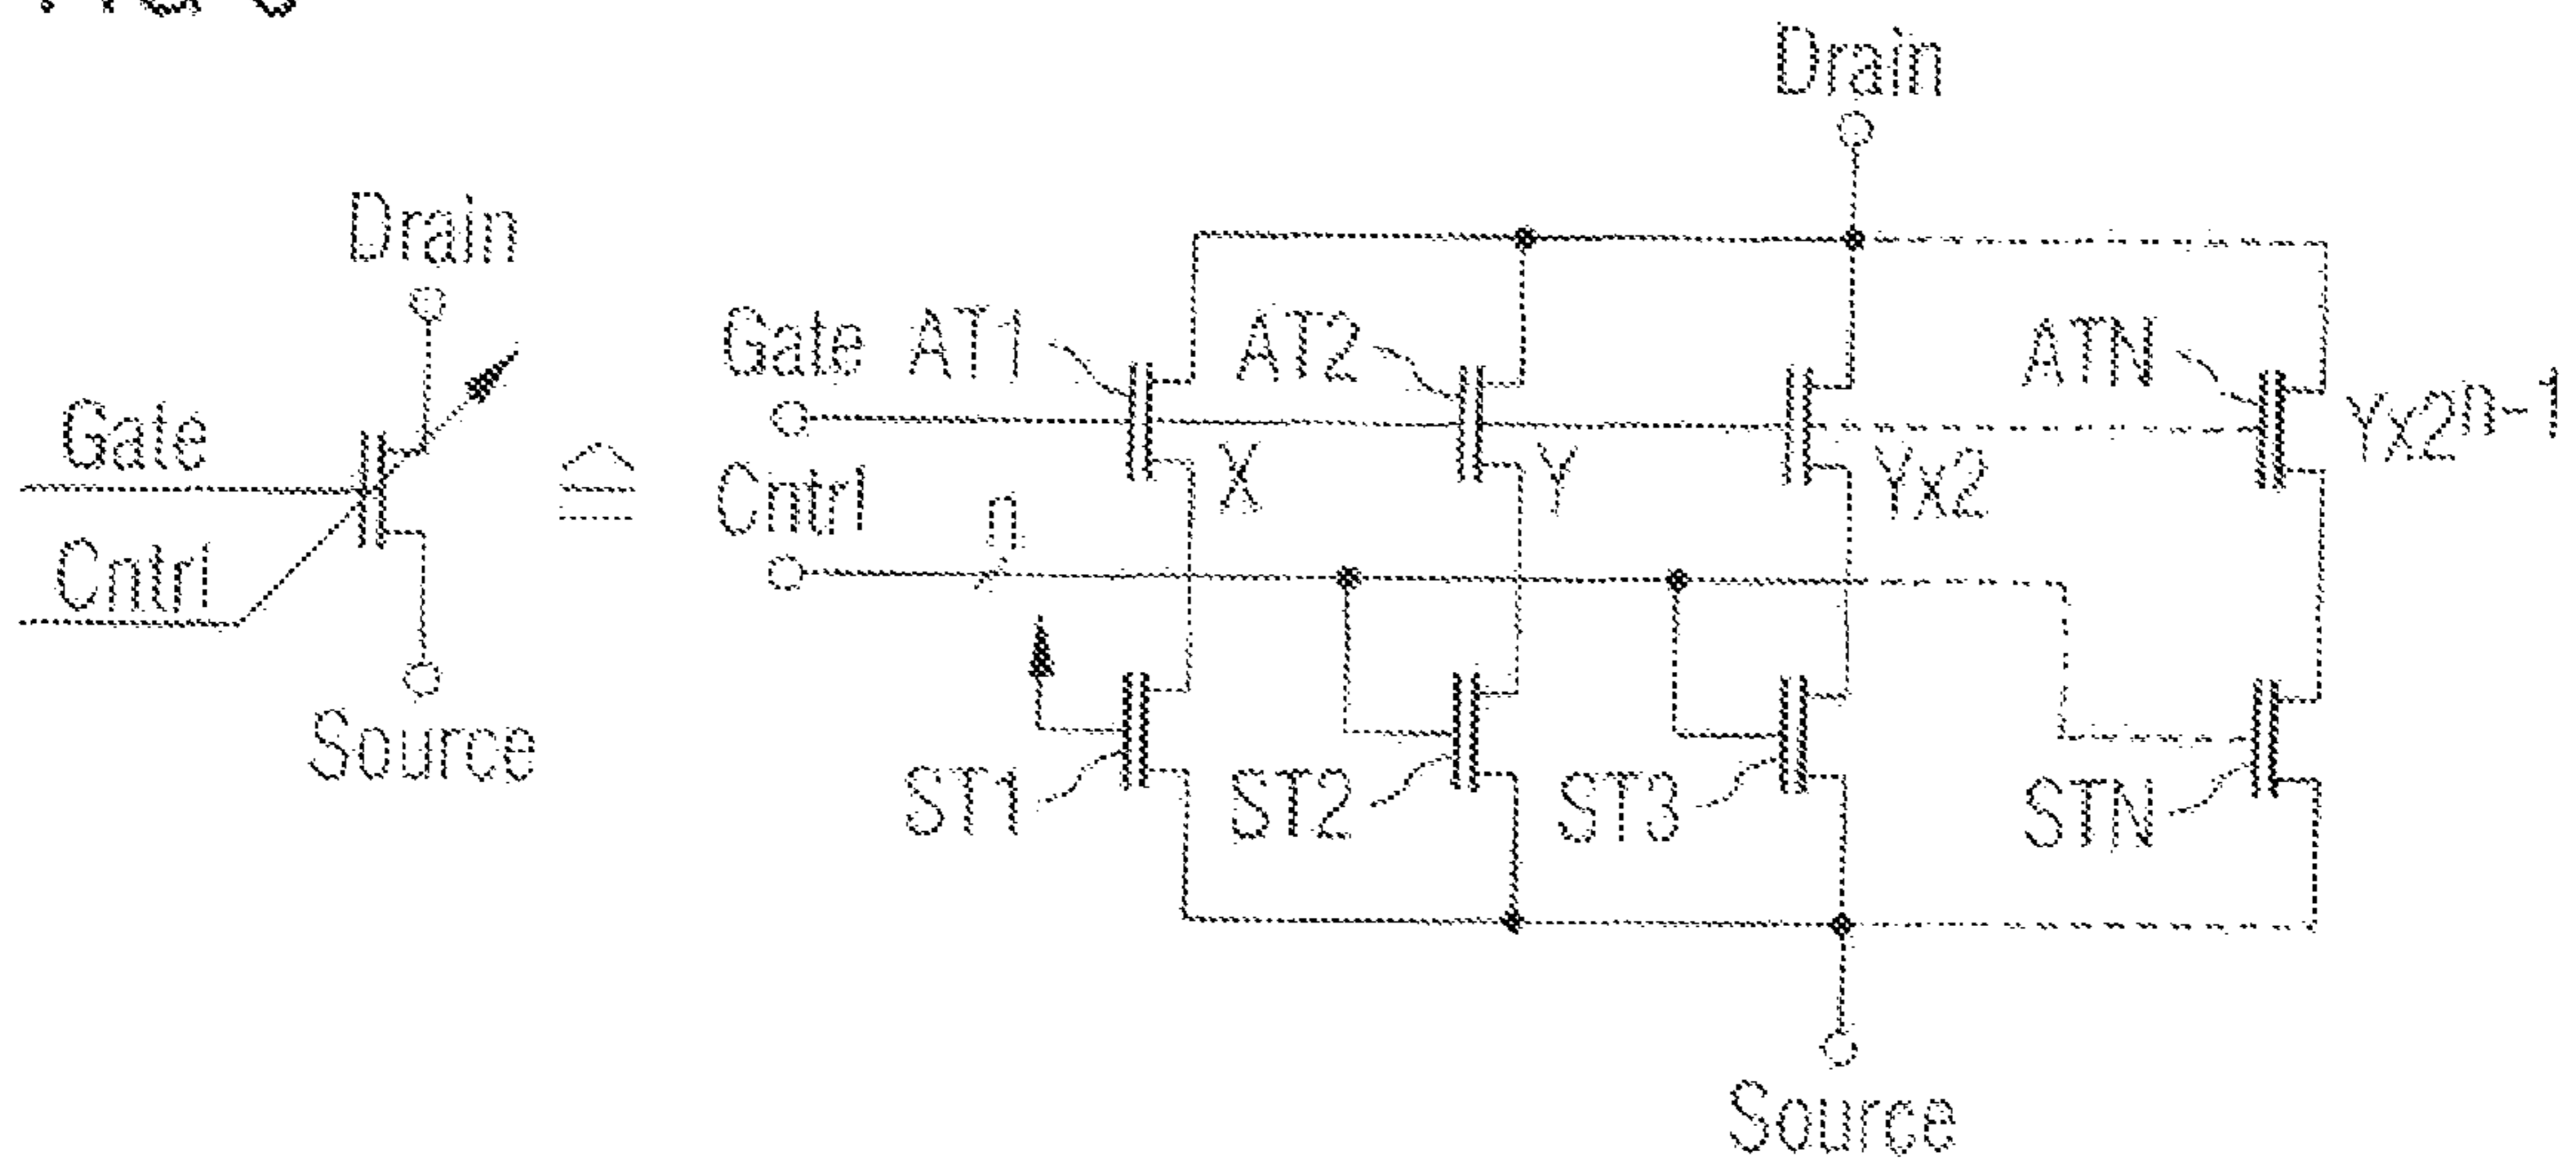 Drain
Gate
Cntrl
Source
Drain
Gate AT1 AT2 ATN
X Y Yx2 Yx2n-1
Cntrl n
ST1 ST2 ST3 STN
Source